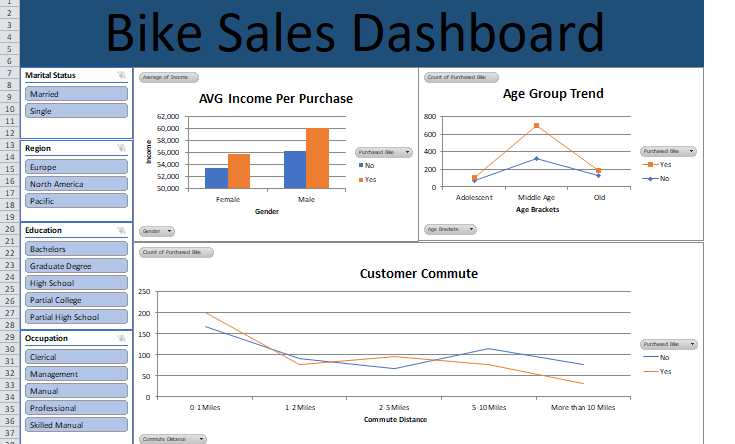 Bike Sales Dashboard
1
2
3
4
5
6
7
8
9
10
11
12
13
14
15
16
17
18
19
20
21
22
23
24
25
26
27
28
29
30
31
32
33
34
35
36
37
Marital Status
Married
Single
Region
Europe
North America
Pacific
Education
Bachelors
Graduate Degree
High School
Partial College
Partial High School
Occupation
Clerical
Management
Manual
Professional
Skilled Manual
Average of Income
AVG Income Per Purchase
62,000
60,000
58,000
56,000
54,000
52,000
50,000
Income
Female
Male
Gender
Purchased Bike
No
Yes
Gender
Count of Purchased Bike
Age Group Trend
800
600
400
200
0
Adolescent
Middle Age
Old
Age Brackets
Purchased Bike
Yes
No
Age Brackets
Count of Purchased Bike
Customer Commute
250
200
150
100
50
0
0-1 Miles
1-2 Miles
2-5 Miles
5-10 Miles
More than 10 Miles
Commute Distance
Purchased Bike
No
Yes
Commute Distance